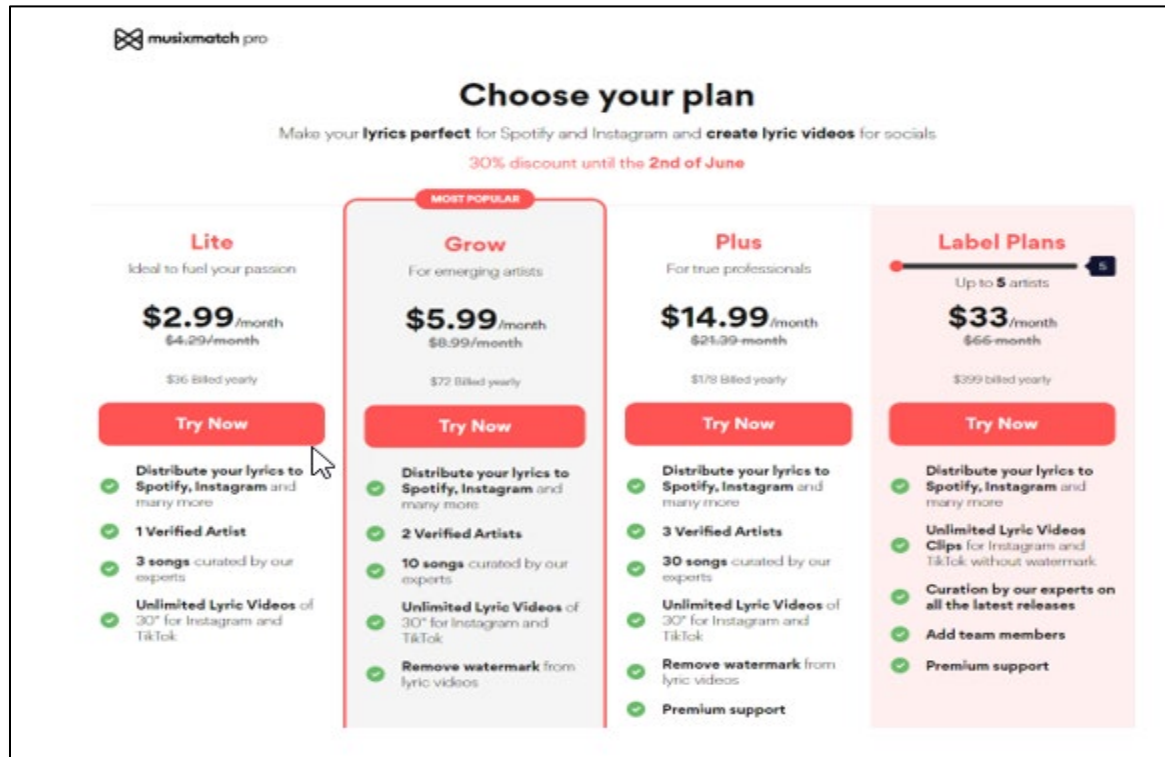 musixmatch pro
Choose your plan
Make your lyrics perfect for Spotify and Instagram and create lyric videos for socials
30% discount until the 2nd of June
Lite
Ideal to fuel your passion
$2.99/month
$4.29/month
$36 Billed yearly
Try Now
Distribute your lyrics to
Spotify, Instagram and
many more
1 Verified Artist
3 songs curated by our
experts
Unlimited Lyric Videos of
30" for Instagram and
TikTok
MOST POPULAR
Grow
For emerging artists
$5.99/month
$8.99/month
$72 Billed yearly
Try Now
Distribute your lyrics to
Spotify, Instagram and
many more
2 Verified Artists
10 songs curated by our
experts
Unlimited Lyric Videos of
30" for Instagram and
TikTok
Remove watermark from
lyric videos
Plus
For true professionals
$14.99/month
$21.39 month
$178 Billed yearly
Try Now
Distribute your lyrics to
Spotify, Instagram and
many more
3 Verified Artists
30 songs curated by our
experts
Unlimited Lyric Videos of
30" for Instagram and
TikTok
Remove watermark from
lyric videos
Premium support
Label Plans
5
Up to 5 artists
$33/month
$66 month
$399 billed yearly
Try Now
Distribute your lyrics to
Spotify, Instagram and
many more
Unlimited Lyric Videos
Clips for Instagram and
TikTok without watermark
Curation by our experts on
all the latest releases
Add team members
Premium support